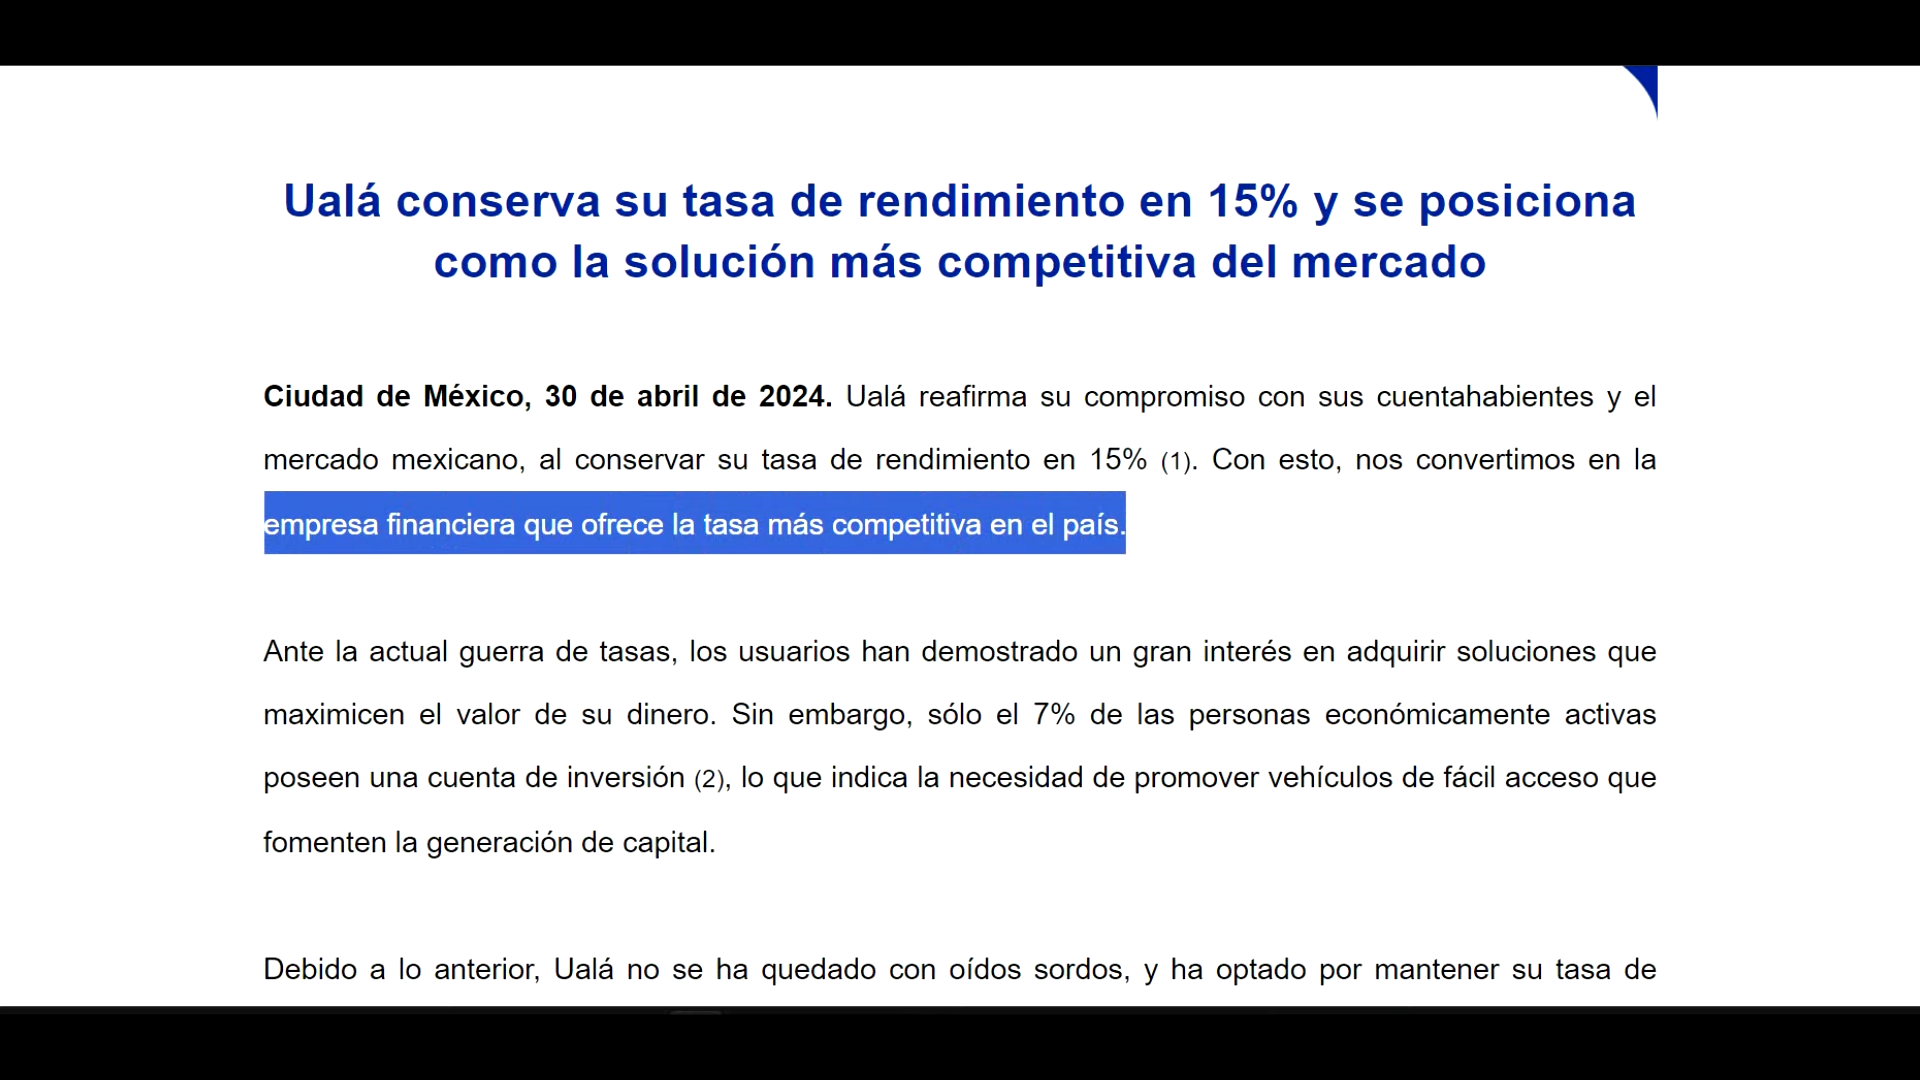 Ualá conserva su tasa de rendimiento en 15% y se posiciona
como la solución más competitiva del mercado
Ciudad de México, 30 de abril de 2024. Ualá reafirma su compromiso con sus cuentahabientes y el
mercado mexicano, al conservar su tasa de rendimiento en 15% (1). Con esto, nos convertimos en la
empresa financiera que ofrece la tasa más competitiva en el país.
Ante la actual guerra de tasas, los usuarios han demostrado un gran interés en adquirir soluciones que
maximicen el valor de su dinero. Sin embargo, sólo el 7% de las personas económicamente activas
poseen una cuenta de inversión (2), lo que indica la necesidad de promover vehículos de fácil acceso que
fomenten la generación de capital.
Debido a lo anterior, Ualá no se ha quedado con oídos sordos, y ha optado por mantener su tasa de